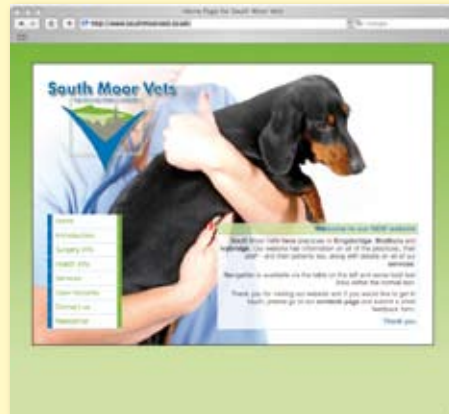 Home Page for South Moor Vets
South Moor Vets
Home
Introduction
Surgery info
Health info
Services
Contact us
Newsletter
Welcome to our NEW website
South Moor Vets have practices in Kingsbridge, Modbury and
Ivybridge. Our website has information on all of the practices, their
staff - and their patients too, along with details on all of our
services.
Navigation is available via the table on the left and some bold text
links within the normal text.
Thank you for visiting our website and if you would like to get in
touch, please go to our contacts page and submit a short
feedback form.
Thank you